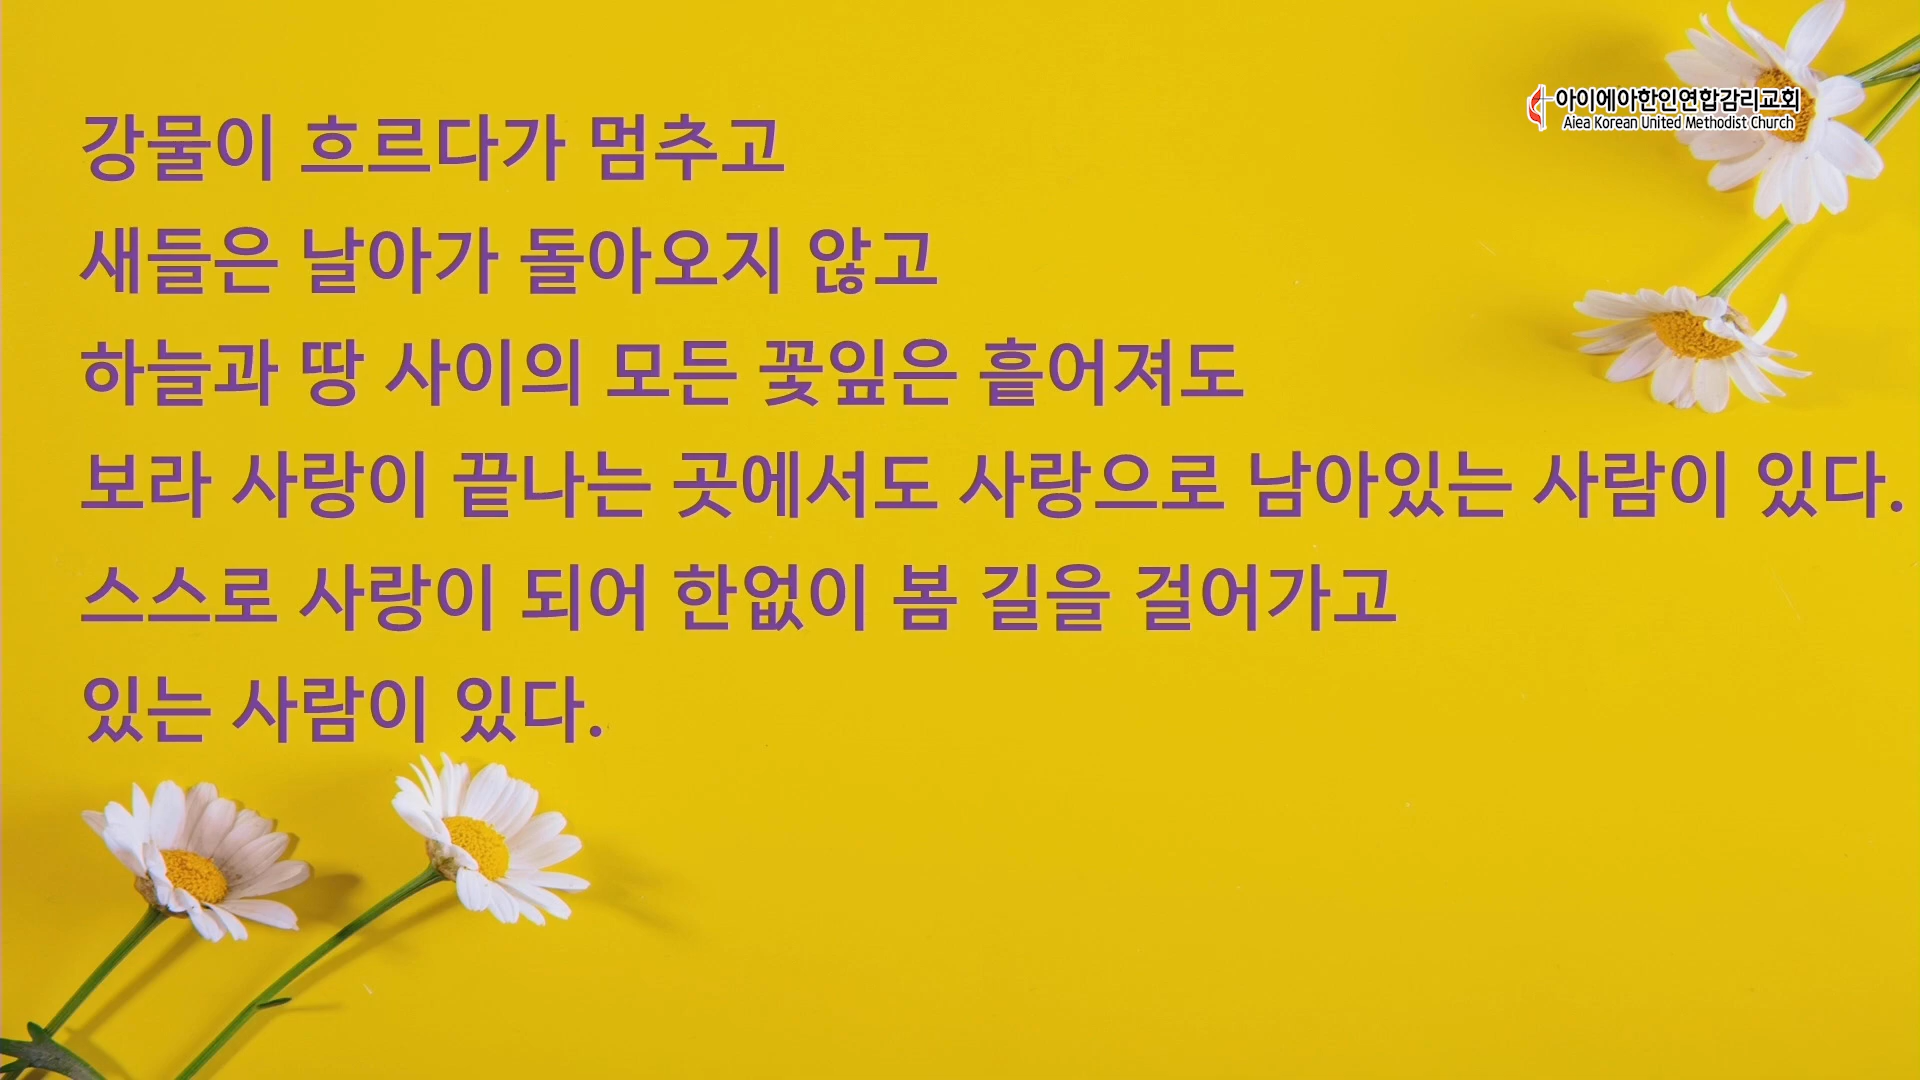 아이에아한인연합감리교회
Aiea Korean United Methodist Church
강물이 흐르다가 멈추고
새들은 날아가 돌아오지 않고
하늘과 땅 사이의 모든 꽃잎은 흩어져도
보라 사랑이 끝나는 곳에서도 사랑으로 남아있는 사람이 있다.
스스로 사랑이 되어 한없이 봄 길을 걸어가고
있는 사람이 있다.